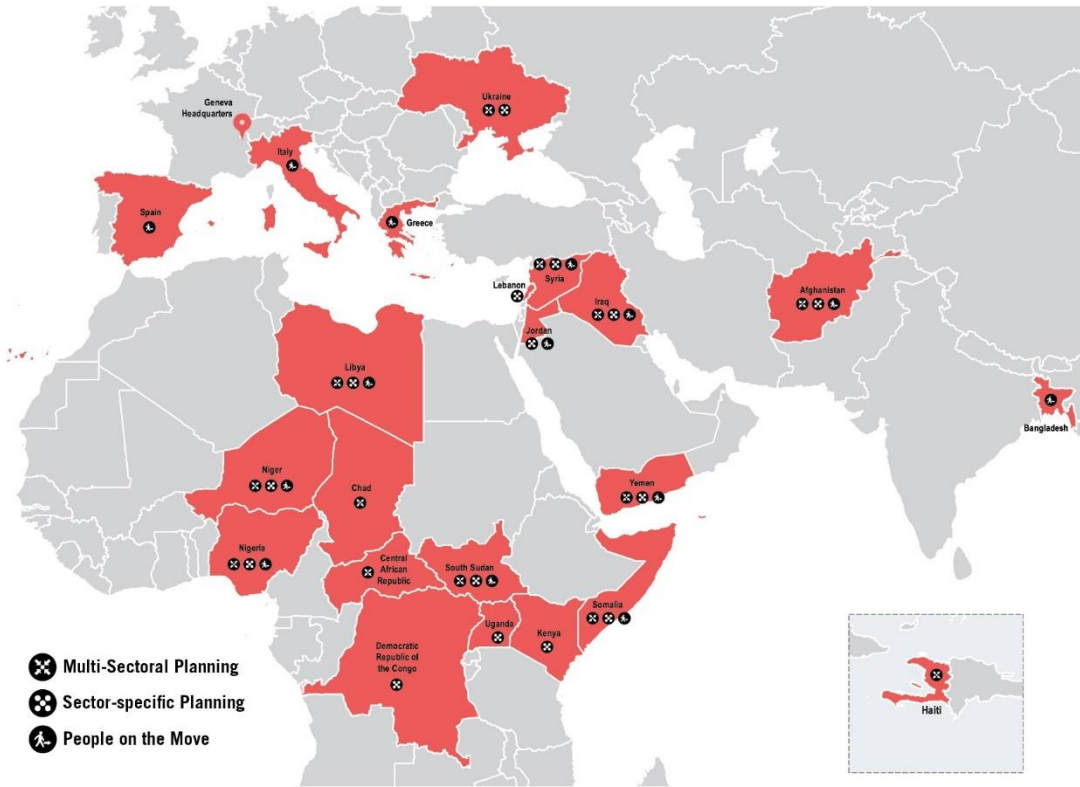 Ukraine
Geneva
Headquarters
Italy
Spain
Greece
Syria
Lebanon
Iraq
Jordan
Afghanistan
Libya
Bangladesh
Niger
Chad
Yemen
Nigeria
Central
African
Republic
South Sudan
Somalia
Uganda
Kenya
Democratic
Republic of
the Congo
Multi-Sectoral Planning
Sector-specific Planning
People on the Move
Haiti